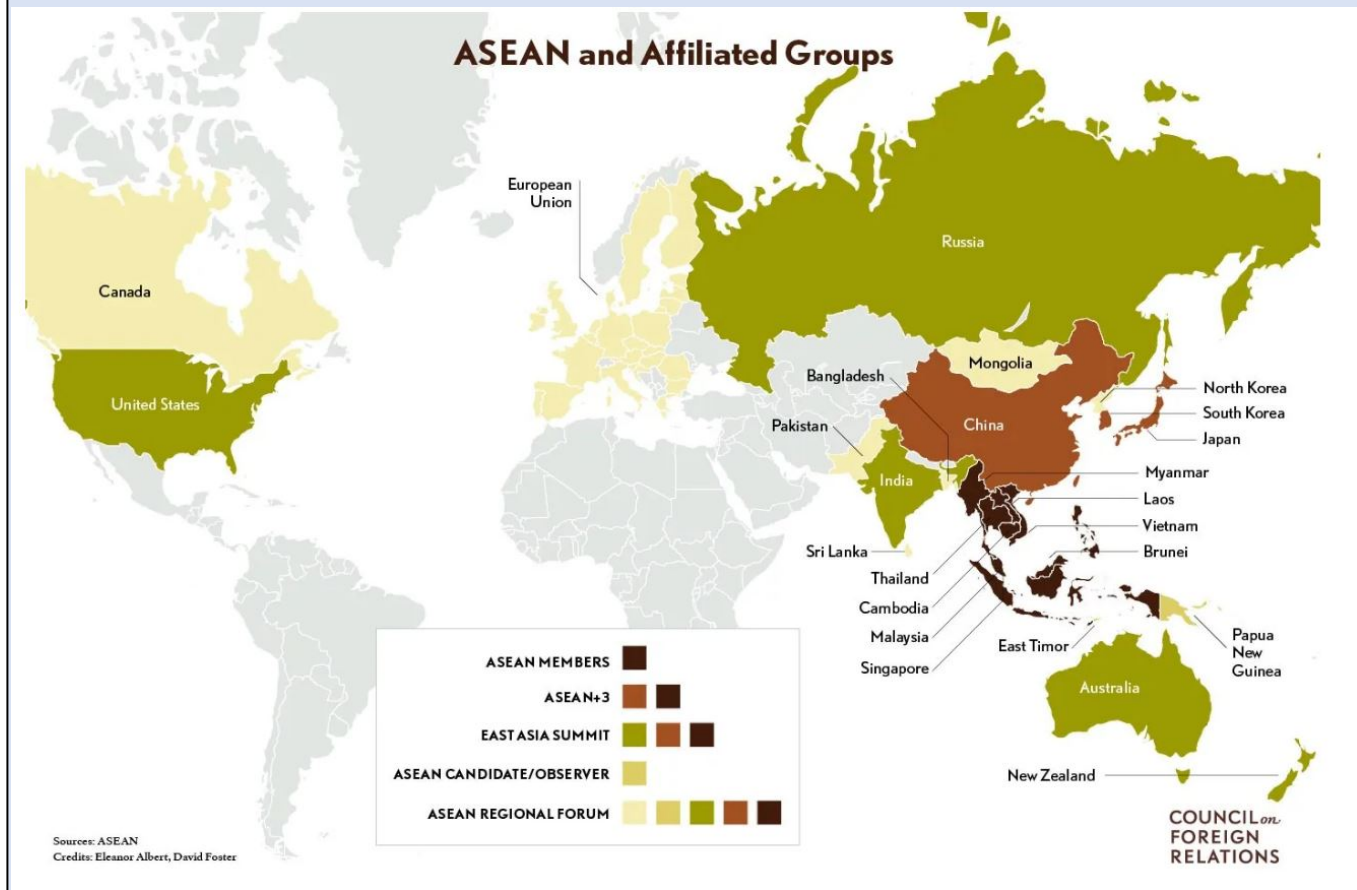 ASEAN and Affiliated Groups
European
Union
Canada
Russia
United States
Mongolia
Bangladesh
North Korea
South Korea
Pakistan
China
Japan
India
Myanmar
Laos
Vietnam
Sri Lanka
Brunei
Thailand
Cambodia
Malaysia
East Timor
Singapore
Papua
New
Guinea
Australia
New Zealand
ASEAN MEMBERS
ASEAN+3
EAST ASIA SUMMIT
ASEAN CANDIDATE/OBSERVER
ASEAN REGIONAL FORUM
Sources: ASEAN
Credits: Eleanor Albert, David Foster
COUNCIL on
FOREIGN
RELATIONS